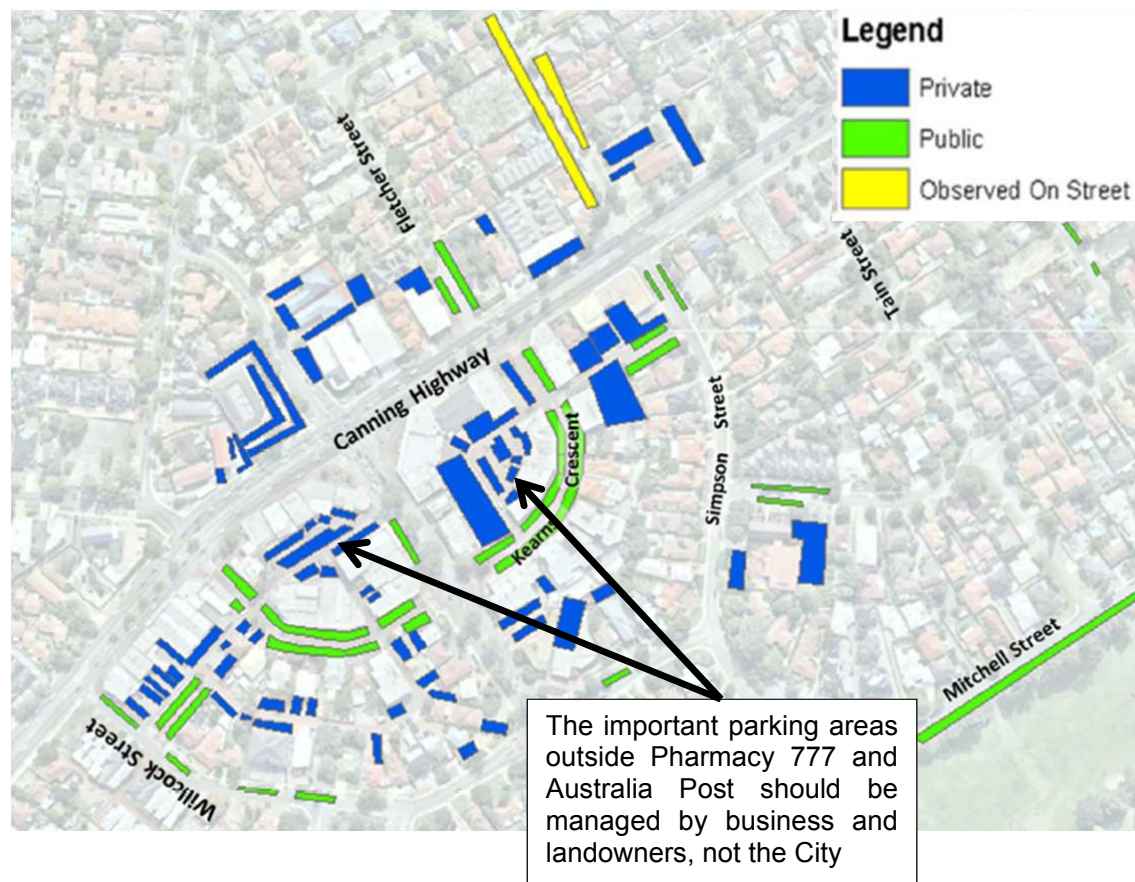 Legend
Private
Public
Observed On Street
Fletcher Street
Tain Street
Canning Highway
Simpson Street
Kearns Crescent
Mitchell Street
Willcock Street
The important parking areas
outside Pharmacy 777 and
Australia Post should be
managed by business and
landowners, not the City